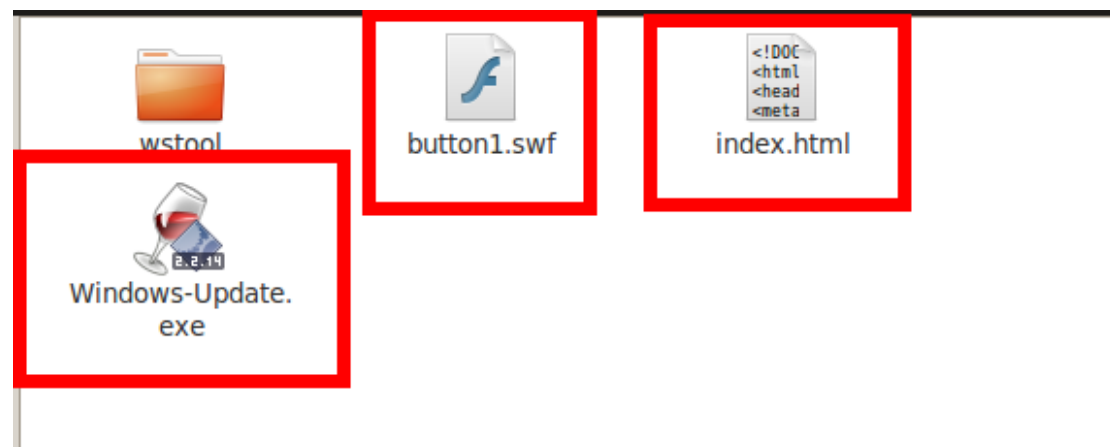 <!DOC
<html
<head
<meta
wstool
button1.swf
index.html
2.2.14
Windows-Update.
exe